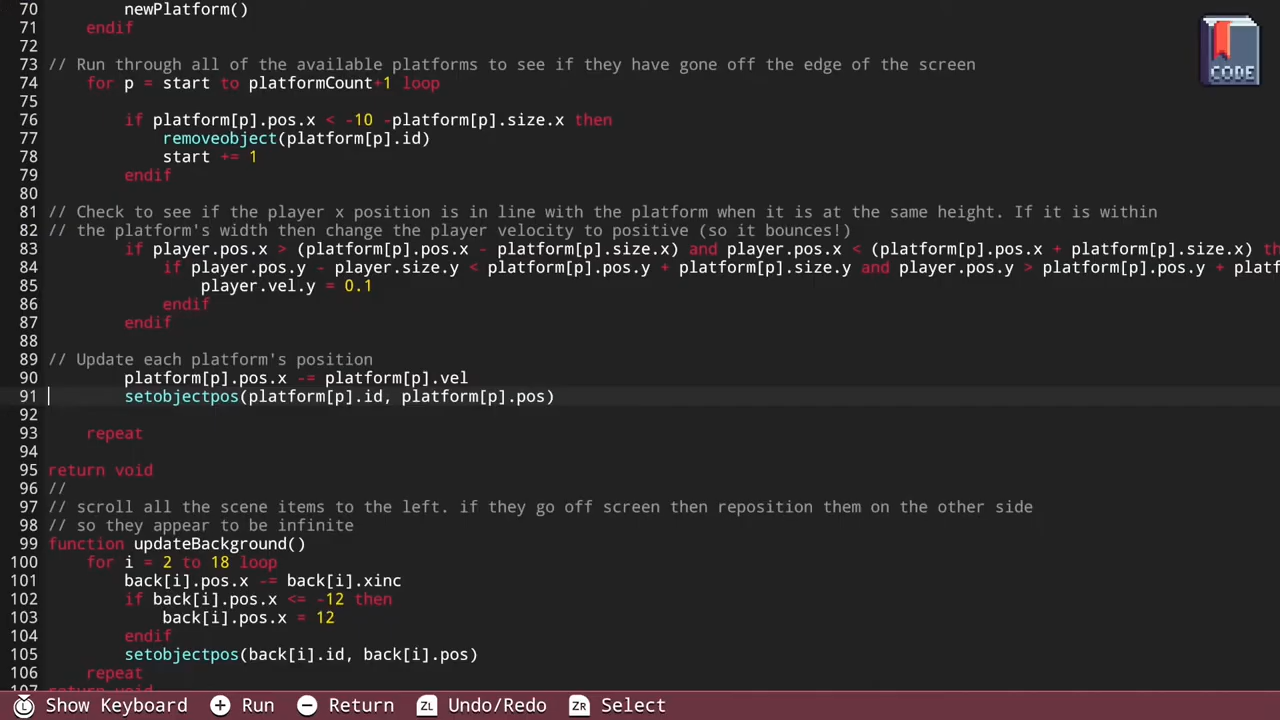 70 newPlatform()
71 endif
72
73 // Run through all of the available platforms to see if they have gone off the edge of the screen
74 for p = start to platformCount+1 loop
75
76 if platform[p].pos.x < -10 -platform[p].size.x then
77 removeobject(platform[p].id)
78 start += 1
79 endif
80
81 // Check to see if the player x position is in line with the platform when it is at the same height. If it is within
82 // the platform's width then change the player velocity to positive (so it bounces!)
83 if player.pos.x > (platform[p].pos.x - platform[p].size.x) and player.pos.x < (platform[p].pos.x + platform[p].size.x) th
84 if player.pos.y - player.size.y < platform[p].pos.y + platform[p].size.y and player.pos.y > platform[p].pos.y + platf
85 player.vel.y = 0.1
86 endif
87 endif
88
89 // Update each platform's position
90 platform[p].pos.x -= platform[p].vel
91 setobjectpos(platform[p].id, platform[p].pos)
92
93 repeat
94
95 return void
96 //
97 // scroll all the scene items to the left. if they go off screen then reposition them on the other side
98 // so they appear to be infinite
99 function updateBackground()
100 for i = 2 to 18 loop
101 back[i].pos.x -= back[i].xinc
102 if back[i].pos.x <= -12 then
103 back[i].pos.x = 12
104 endif
105 setobjectpos(back[i].id, back[i].pos)
106 repeat
107 return void
CODE
L Show Keyboard + Run - Return ZL Undo/Redo ZR Select